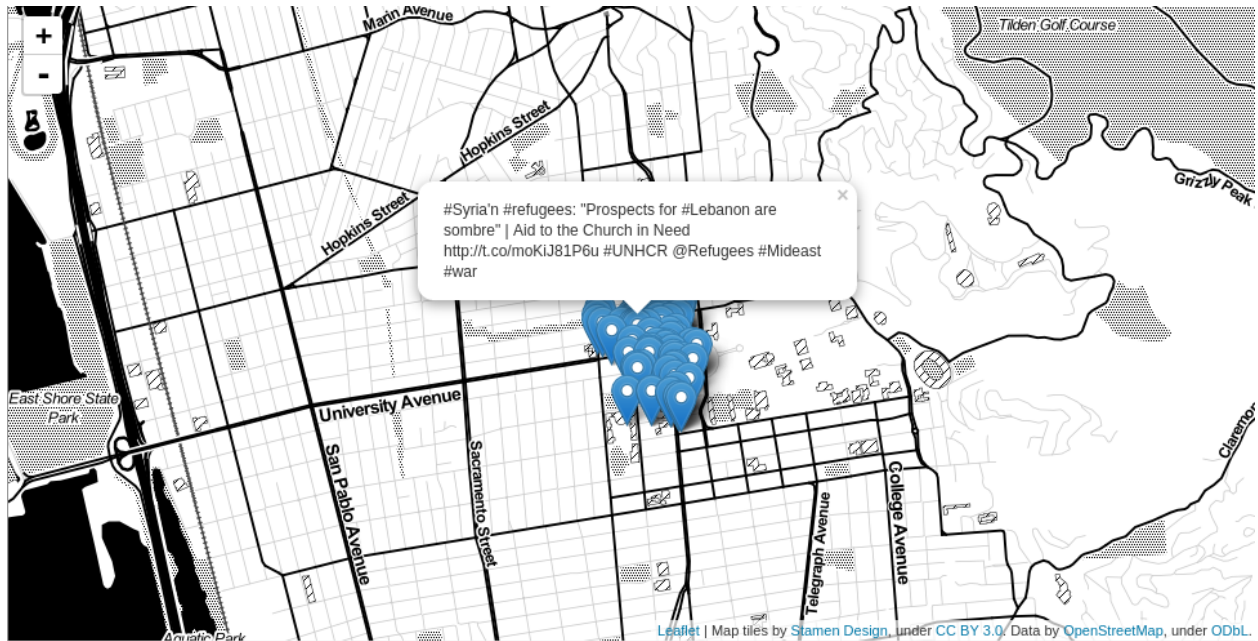 +
-
Marin Avenue
Tilden Golf Course
Hopkins Street
Grizzly Peak
Hopkins Street
×
#Syria'n #refugees: "Prospects for #Lebanon are
sombre" | Aid to the Church in Need
http://t.co/moKiJ81P6u #UNHCR @Refugees #Mideast
#war
East Shore State
Park
University Avenue
San Pablo Avenue
Sacramento Street
Telegraph Avenue
College Avenue
Claremon
Aquatic Park
Leaflet | Map tiles by Stamen Design, under CC BY 3.0. Data by OpenStreetMap, under ODbL.